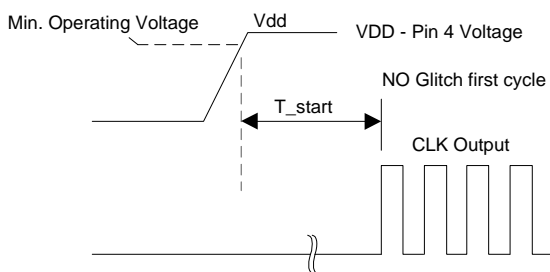 Min. Operating Voltage
Vdd
VDD - Pin 4 Voltage
NO Glitch first cycle
T_start
CLK Output